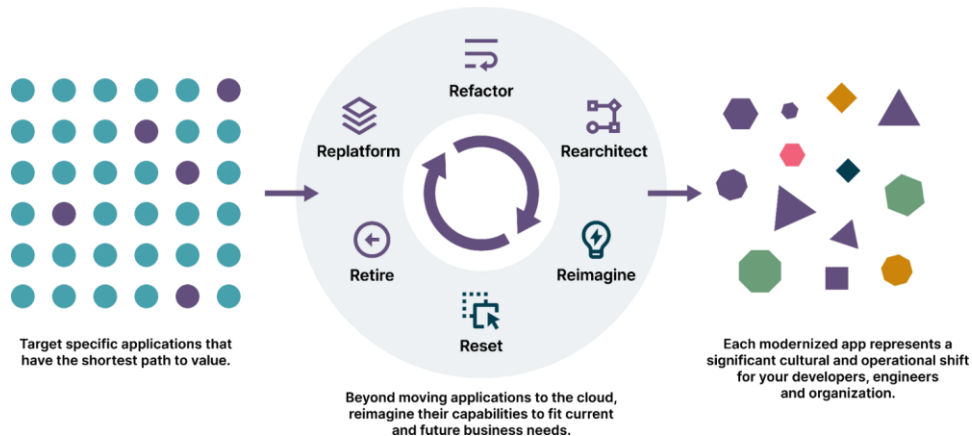 Refactor
Replatform
Rearchitect
Retire
Reimagine
Reset
Target specific applications that
have the shortest path to value.
Beyond moving applications to the cloud,
reimagine their capabilities to fit current
and future business needs.
Each modernized app represents a
significant cultural and operational shift
for your developers, engineers
and organization.